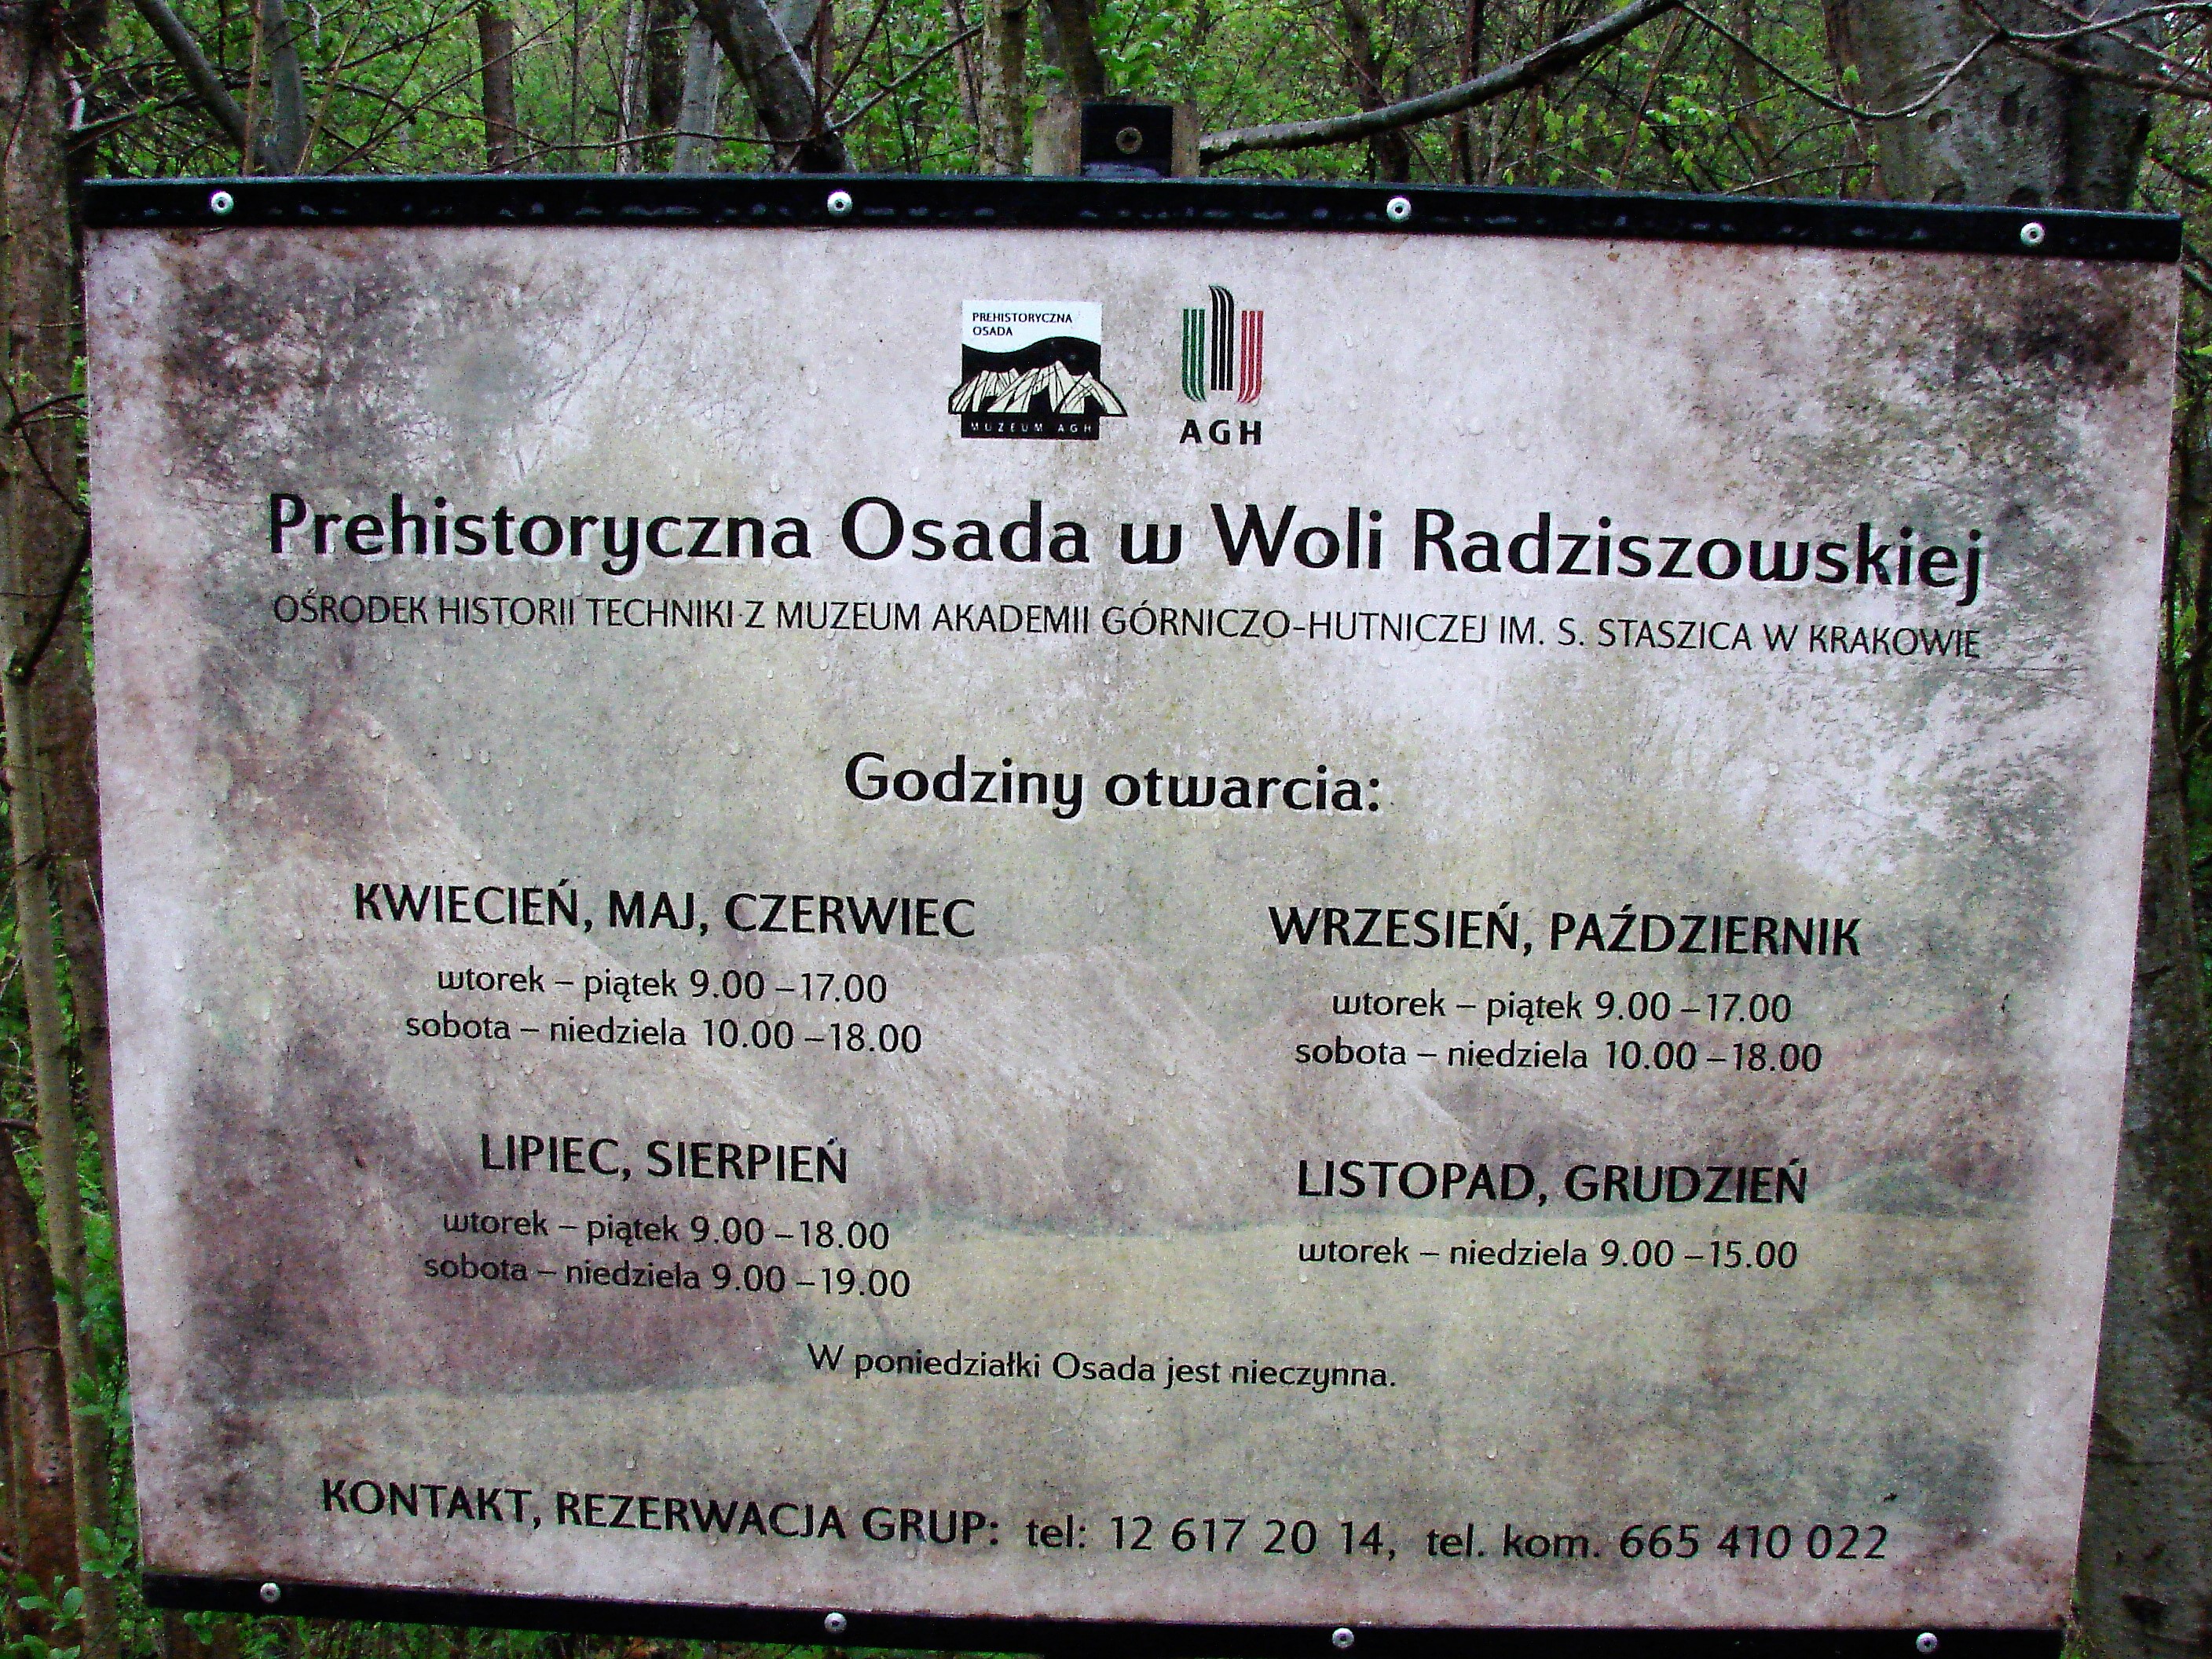 PREHISTORYCZNA
OSADA
MUZEUM AGH
AGH
Prehistoryczna Osada w Woli Radziszowskiej
OŚRODEK HISTORII TECHNIKI Z MUZEUM AKADEMII GÓRNICZO-HUTNICZEJ IM. S. STASZICA W KRAKOWIE
Godziny otwarcia:
KWIECIEŃ, MAJ, CZERWIEC
wtorek – piątek 9.00 –17.00
sobota – niedziela 10.00 –18.00
LIPIEC, SIERPIEŃ
wtorek – piątek 9.00 –18.00
sobota – niedziela 9.00 –19.00
WRZESIEŃ, PAŹDZIERNIK
wtorek – piątek 9.00 –17.00
sobota – niedziela 10.00 –18.00
LISTOPAD, GRUDZIEŃ
wtorek – niedziela 9.00 –15.00
W poniedziałki Osada jest nieczynna.
KONTAKT, REZERWACJA GRUP: tel: 12 617 20 14, tel. kom. 665 410 022